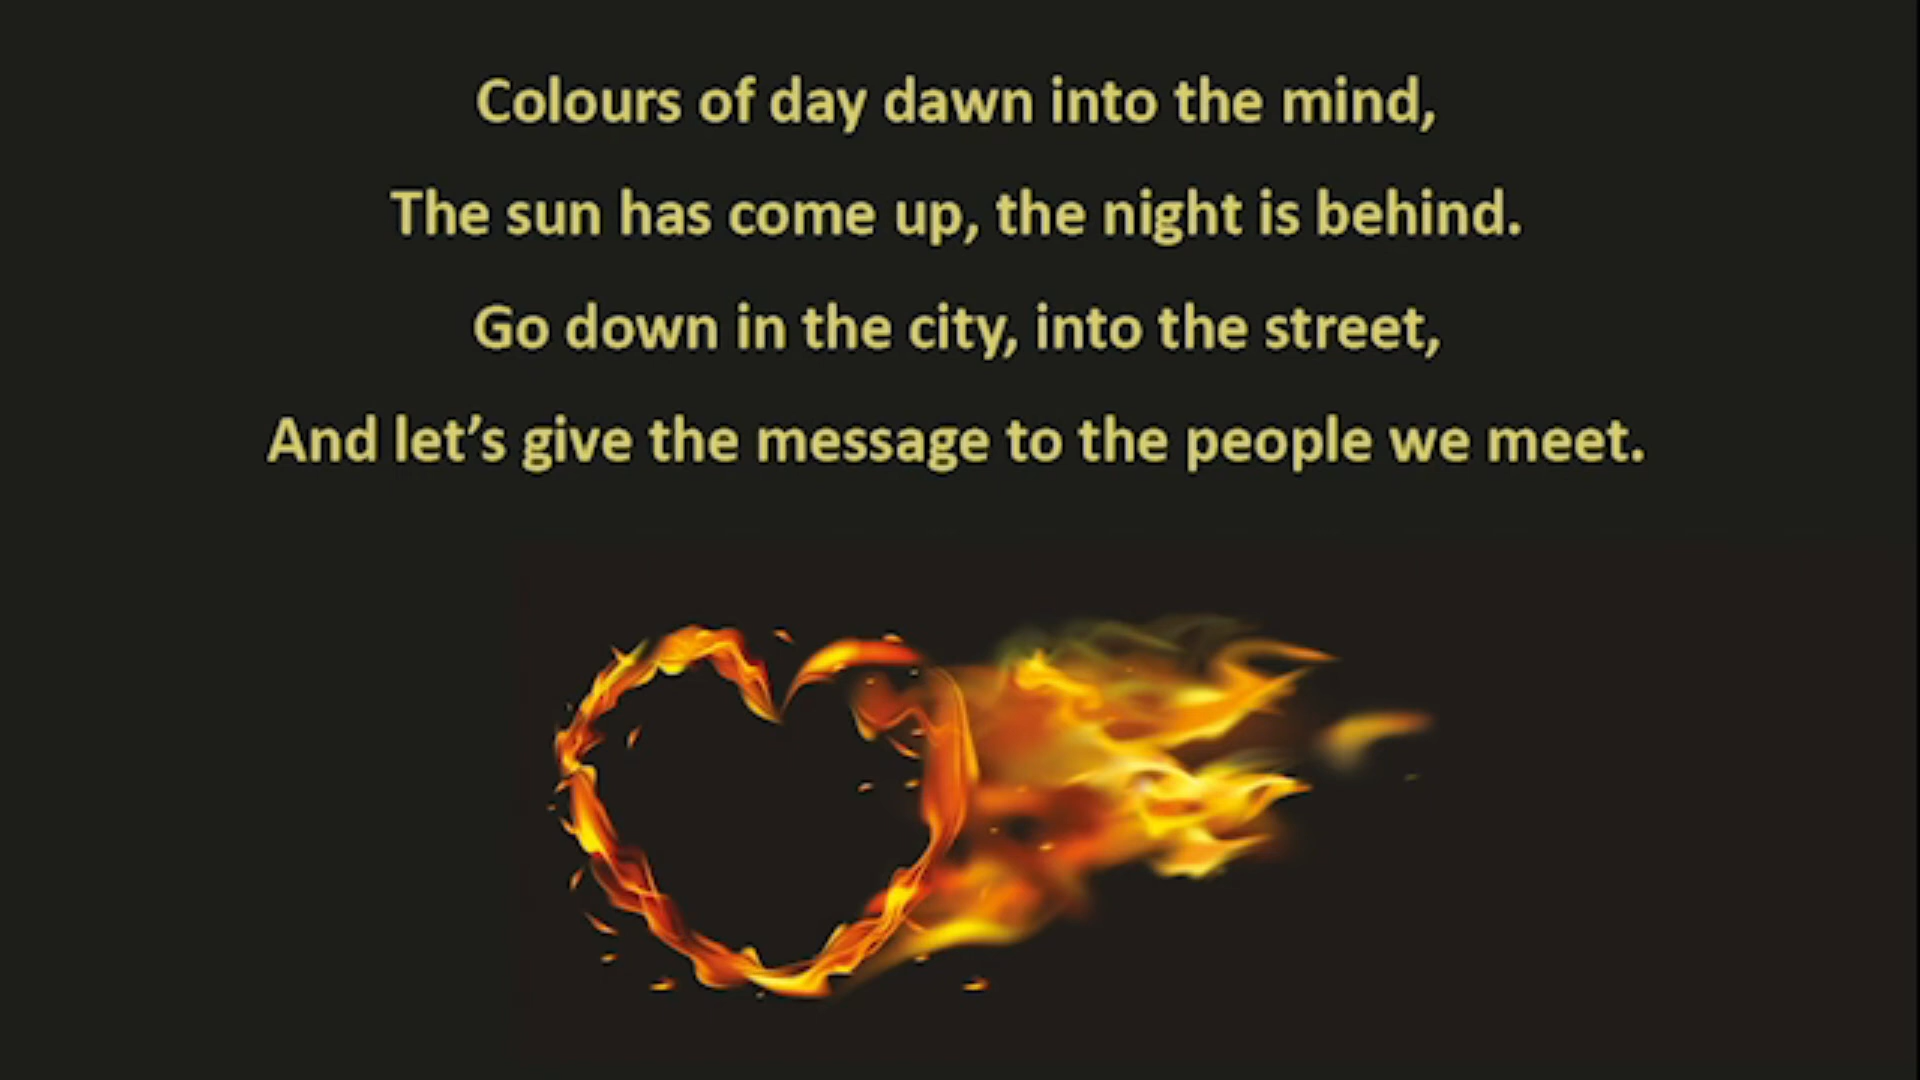 Colours of day dawn into the mind,
The sun has come up, the night is behind.
Go down in the city, into the street,
And let’s give the message to the people we meet.